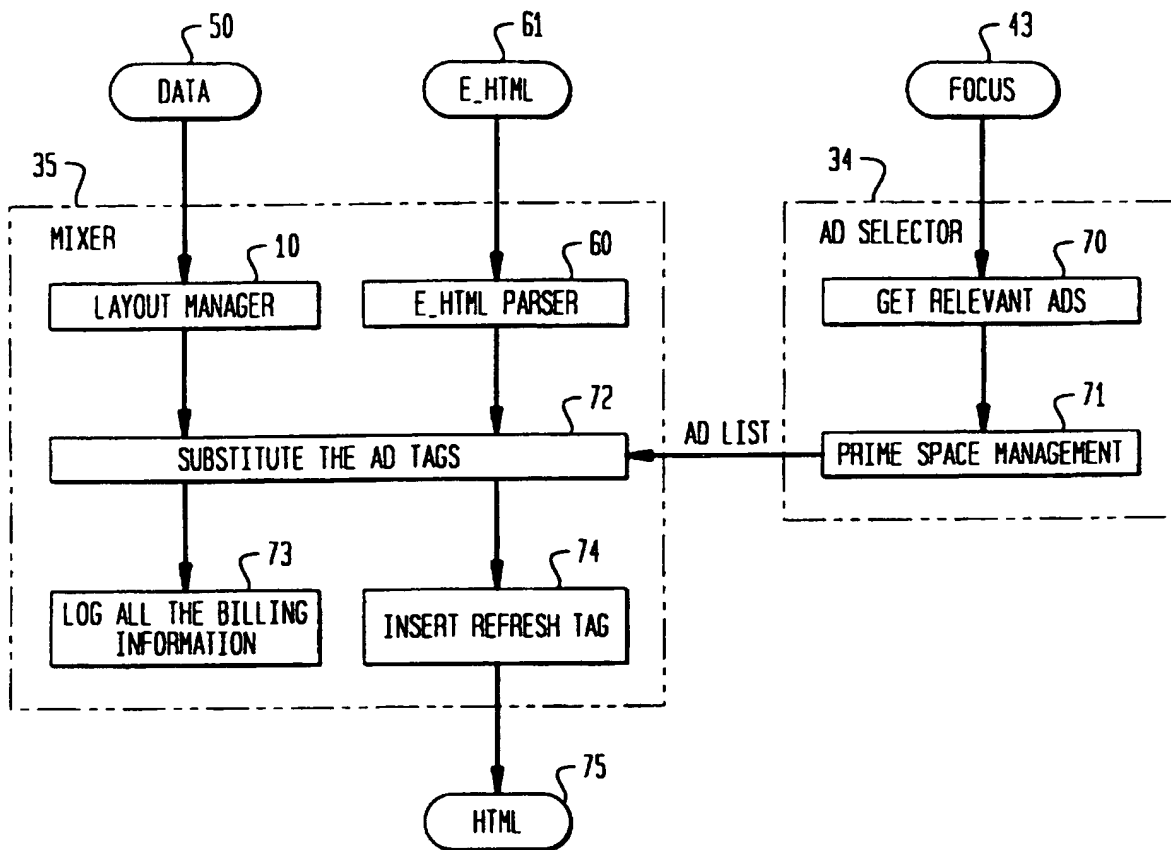 50
61
43
DATA
E_HTML
FOCUS
35
34
MIXER
10
60
AD SELECTOR
70
LAYOUT MANAGER
E_HTML PARSER
GET RELEVANT ADS
72
71
AD LIST
SUBSTITUTE THE AD TAGS
PRIME SPACE MANAGEMENT
73
74
LOG ALL THE BILLING
INFORMATION
INSERT REFRESH TAG
75
HTML